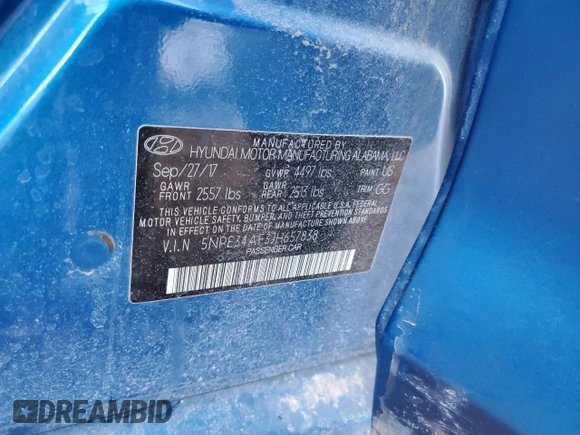 MANUFACTURED BY
HYUNDAI MOTOR MANUFACTURING ALABAMA, LLC
Sep/27/17 GVWR 4497 lbs PAINT U5
GAWR FRONT 2557 lbs GAWR REAR 2513 lbs TRIM GG
THIS VEHICLE CONFORMS TO ALL APPLICABLE U.S.A. FEDERAL
MOTOR VEHICLE SAFETY, BUMPER, AND THEFT PREVENTION STANDARDS
IN EFFECT ON THE DATE OF MANUFACTURE SHOWN ABOVE.
V.I.N
PASSENGER CAR
DREAMBID